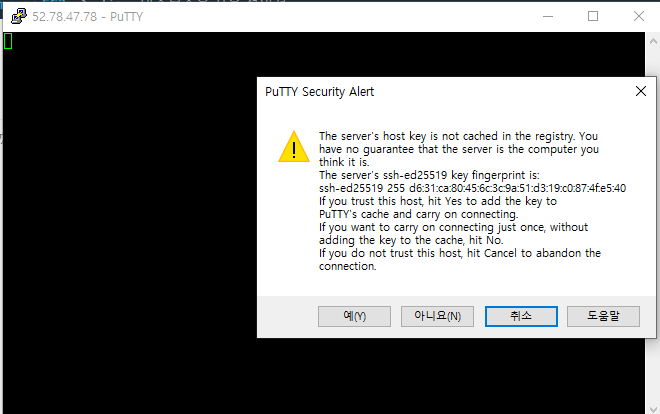 52.78.47.78 - PuTTY
PuTTY Security Alert
The server's host key is not cached in the registry. You
have no guarantee that the server is the computer you
think it is.
The server's ssh-ed25519 key fingerprint is:
ssh-ed25519 255 d6:31:ca:80:45:6c:3c:9a:51:d3:19:c0:87:4f:e5:40
If you trust this host, hit Yes to add the key to
PuTTY's cache and carry on connecting.
If you want to carry on connecting just once, without
adding the key to the cache, hit No.
If you do not trust this host, hit Cancel to abandon the
connection.
예(Y)
아니요(N)
취소
도움말